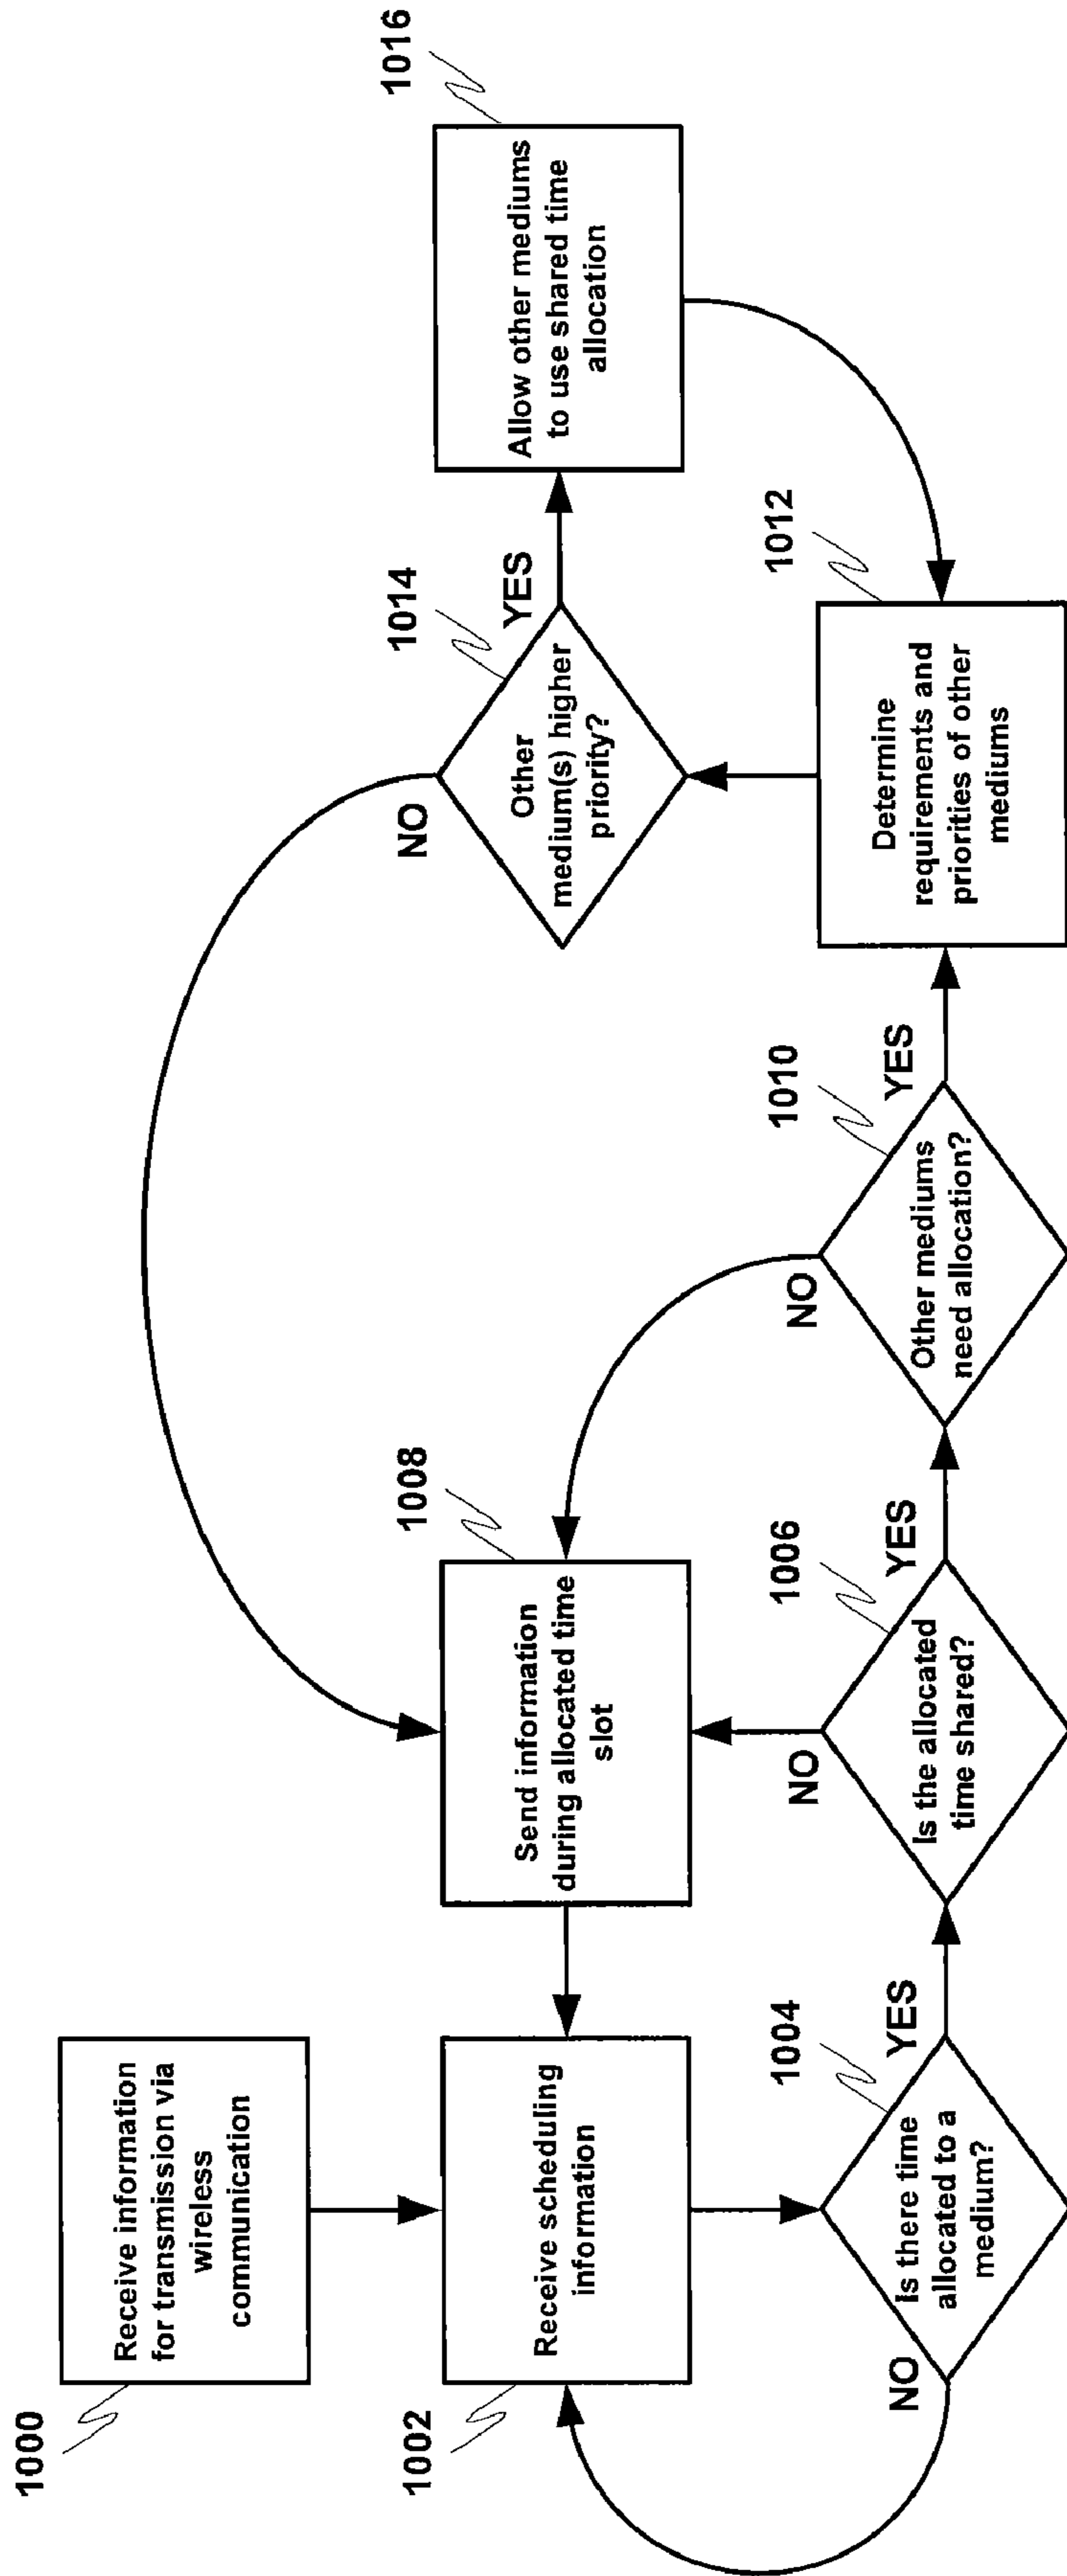 1000
Receive information
for transmission via
wireless
communication
1002
Receive scheduling
information
1004
Is there time
allocated to a
medium?
NO
YES
1006
Is the allocated
time shared?
NO
YES
1008
Send information
during allocated time
slot
1010
Other mediums
need allocation?
NO
YES
1012
Determine
requirements and
priorities of other
mediums
1014
Other
medium(s) higher
priority?
NO
YES
1016
Allow other mediums
to use shared time
allocation